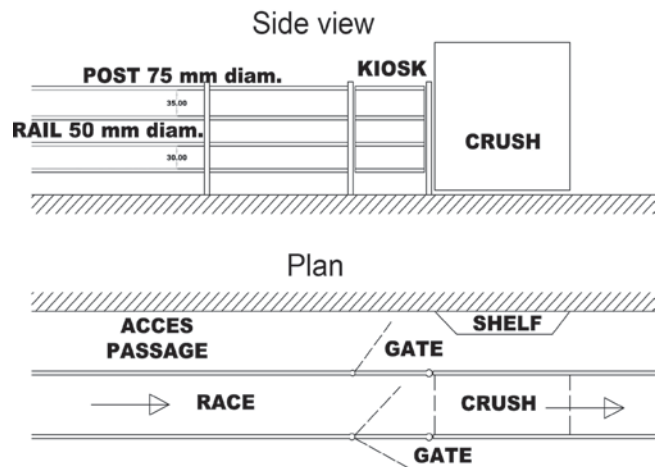 Side view
POST 75 mm diam.
KIOSK
35.00
RAIL 50 mm diam.
CRUSH
30.00
Plan
ACCES
PASSAGE
SHELF
GATE
RACE
CRUSH
GATE